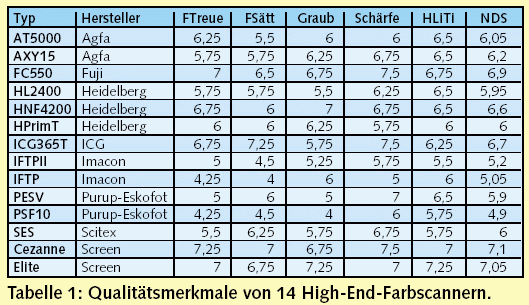 Typ Hersteller FTreue FSätt Graub Schärfe HLiTi NDS
AT5000 Agfa 6,25 5,5 6 6 6,5 6,05
AXY15 Agfa 5,75 5,75 6,25 6,75 6,5 6,2
FC550 Fuji 7 6,5 6,75 7,5 6,75 6,9
HL2400 Heidelberg 5,75 5,75 5,5 6,25 6,5 5,95
HNF4200 Heidelberg 6,75 6 7 6,75 6,5 6,6
HPrimT Heidelberg 6 6 6,25 5,75 6 6
ICG365T ICG 6,75 7,25 5,75 7,5 6,25 6,7
IFTPII Imacon 5 4,5 5,25 5,75 5,5 5,2
IFTP Imacon 4,25 4 6 5 6 5,05
PESV Purup-Eskofot 5 6 5 7 6,5 5,9
PSF10 Purup-Eskofot 4,25 4,5 4 6 5,75 4,9
SES Scitex 5,5 6,25 5,75 6,75 5,75 6
Cezanne Screen 7,25 7 6,75 7,5 7 7,1
Elite Screen 7 6,75 7,25 7 7,25 7,05
Tabelle 1: Qualitätsmerkmale von 14 High-End-Farbscannern.